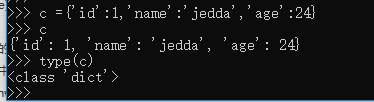 >>> c ={'id':1,'name':'jedda','age':24}
>>> c
{'id': 1, 'name': 'jedda', 'age': 24}
>>> type(c)
<class 'dict'>
>>>